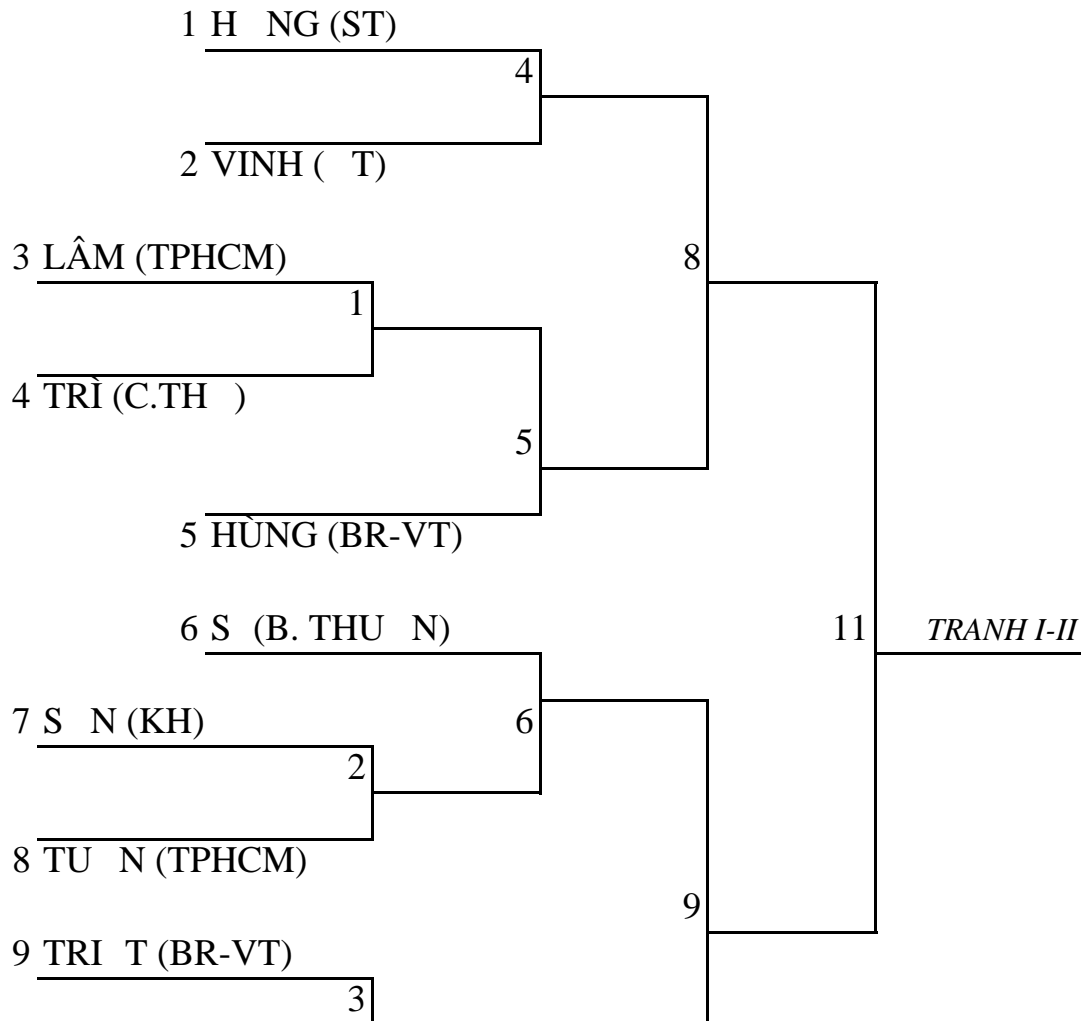 1 H NG (ST)
4
2 VINH ( T)
3 LÂM (TPHCM)
8
1
4 TRÌ (C.TH )
5
5 HÙNG (BR-VT)
6 S (B. THU N)
11 TRANH I-II
7 S N (KH)
6
2
8 TU N (TPHCM)
9
9 TRI T (BR-VT)
3